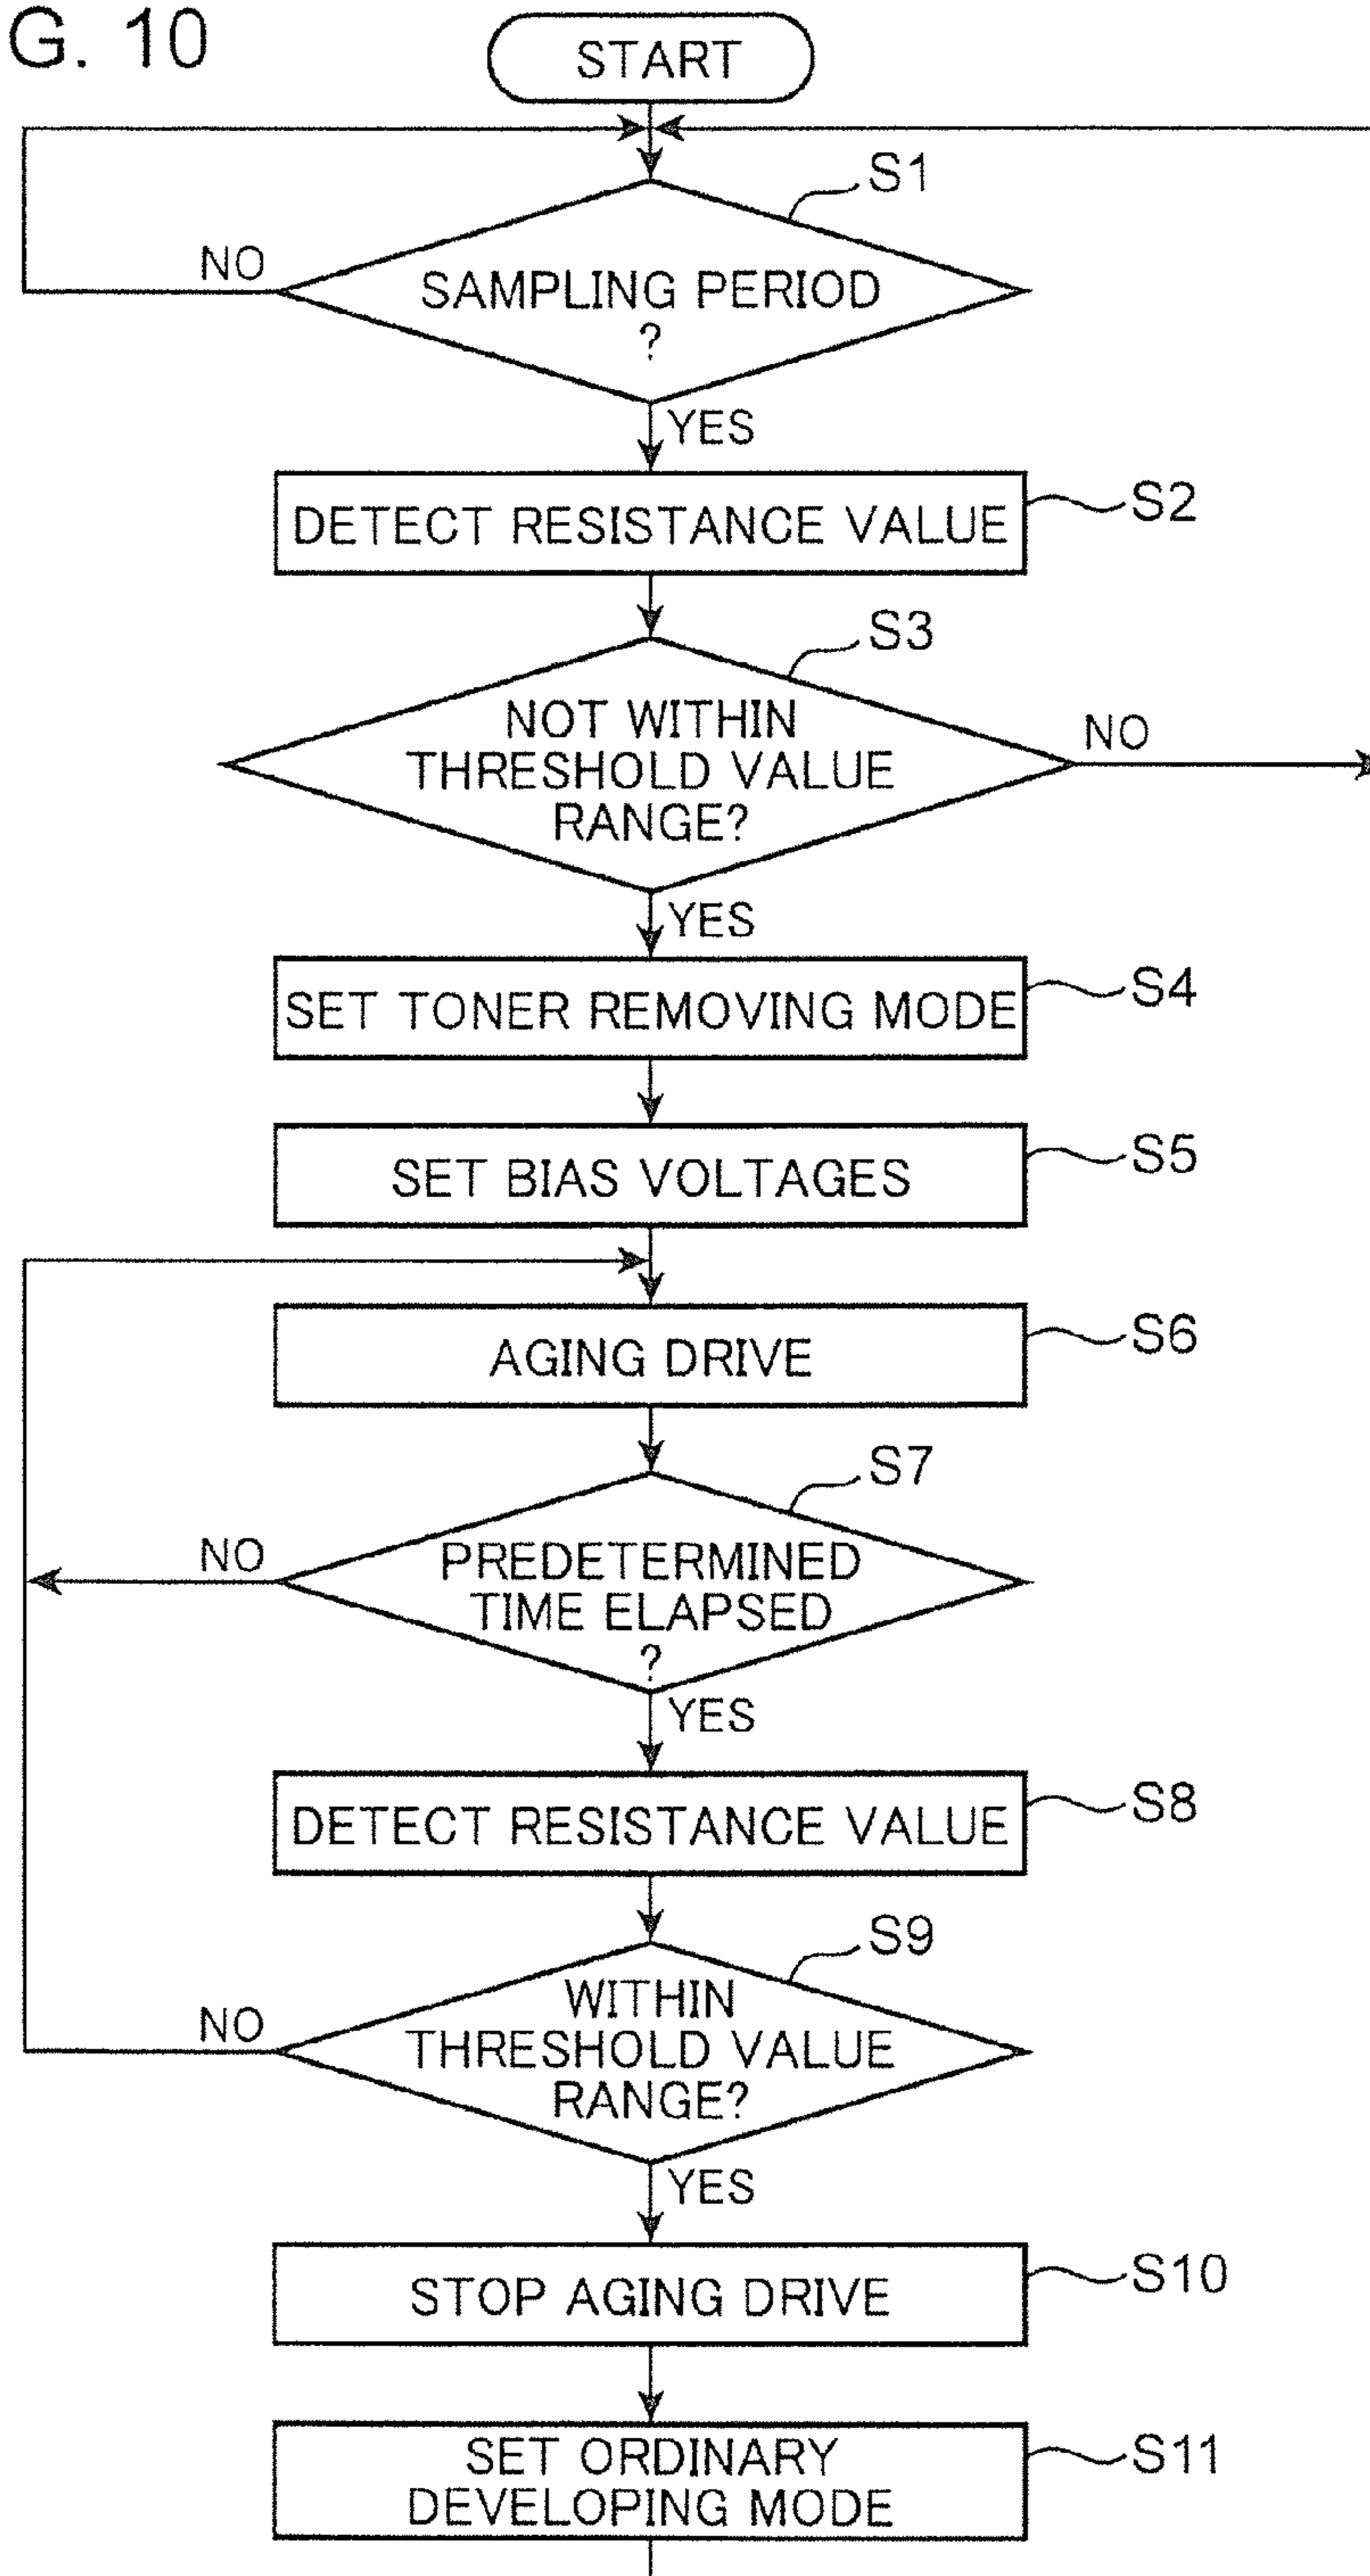 G. 10
START
S1
NO
SAMPLING PERIOD
?
YES
S2
DETECT RESISTANCE VALUE
S3
NOT WITHIN
THRESHOLD VALUE
RANGE?
NO
YES
S4
SET TONER REMOVING MODE
S5
SET BIAS VOLTAGES
S6
AGING DRIVE
S7
NO
PREDETERMINED
TIME ELAPSED
?
YES
S8
DETECT RESISTANCE VALUE
S9
NO
WITHIN
THRESHOLD VALUE
RANGE?
YES
S10
STOP AGING DRIVE
S11
SET ORDINARY
DEVELOPING MODE